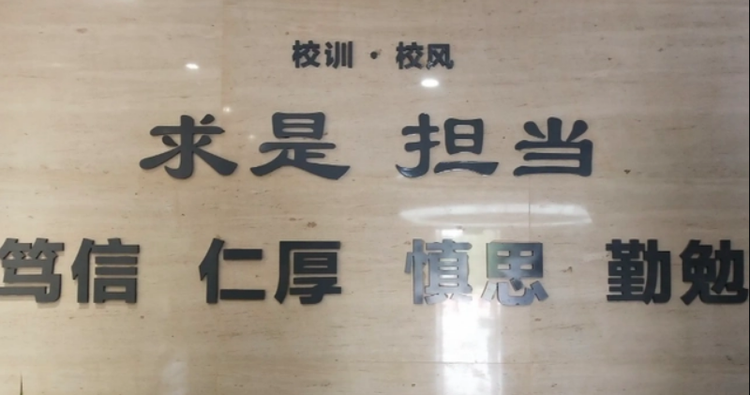 校训·校风
求是 担当
笃信 仁厚 慎思 勤勉